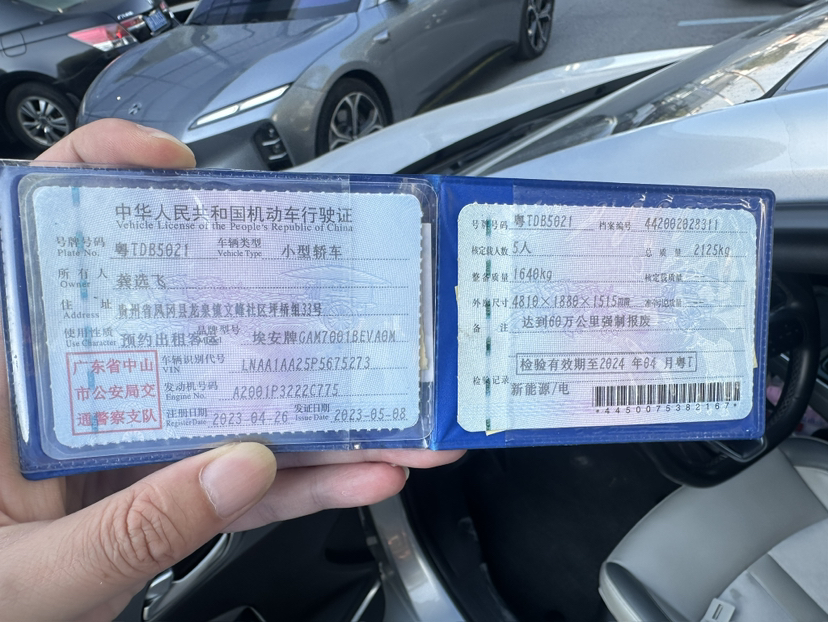 中华人民共和国机动车行驶证
Vehicle License of the People's Republic of China
号牌号码 粤TDB5021 车辆类型 小型轿车
Plate No. Vehicle Type
所有人 龚选飞
Owner
住 址 贵州省凤冈县龙泉镇文峰社区坪桥组33号
Address
使用性质 预约出租客运 品牌型号 埃安牌GAM7001BEVA0M
Use Character
广东省中山
市公安局交
通警察支队
车辆识别代号 LNAA1AA25P5675273
VIN
发动机号码 AZ001P3222C775
Engine No.
注册日期 2023-04-26 发证日期 2023-05-08
Register Date Issue Date
号牌号码 粤TDB5021 档案编号 442002028311
核定载人数 5人 总质量 2125kg
整备质量 1640kg 核定载质量
外廓尺寸 4810×1880×1515mm 准牵引总质量
备 注 达到60万公里强制报废
检验有效期至2024年04月粤T
检验记录
新能源/电
*4450075382167*